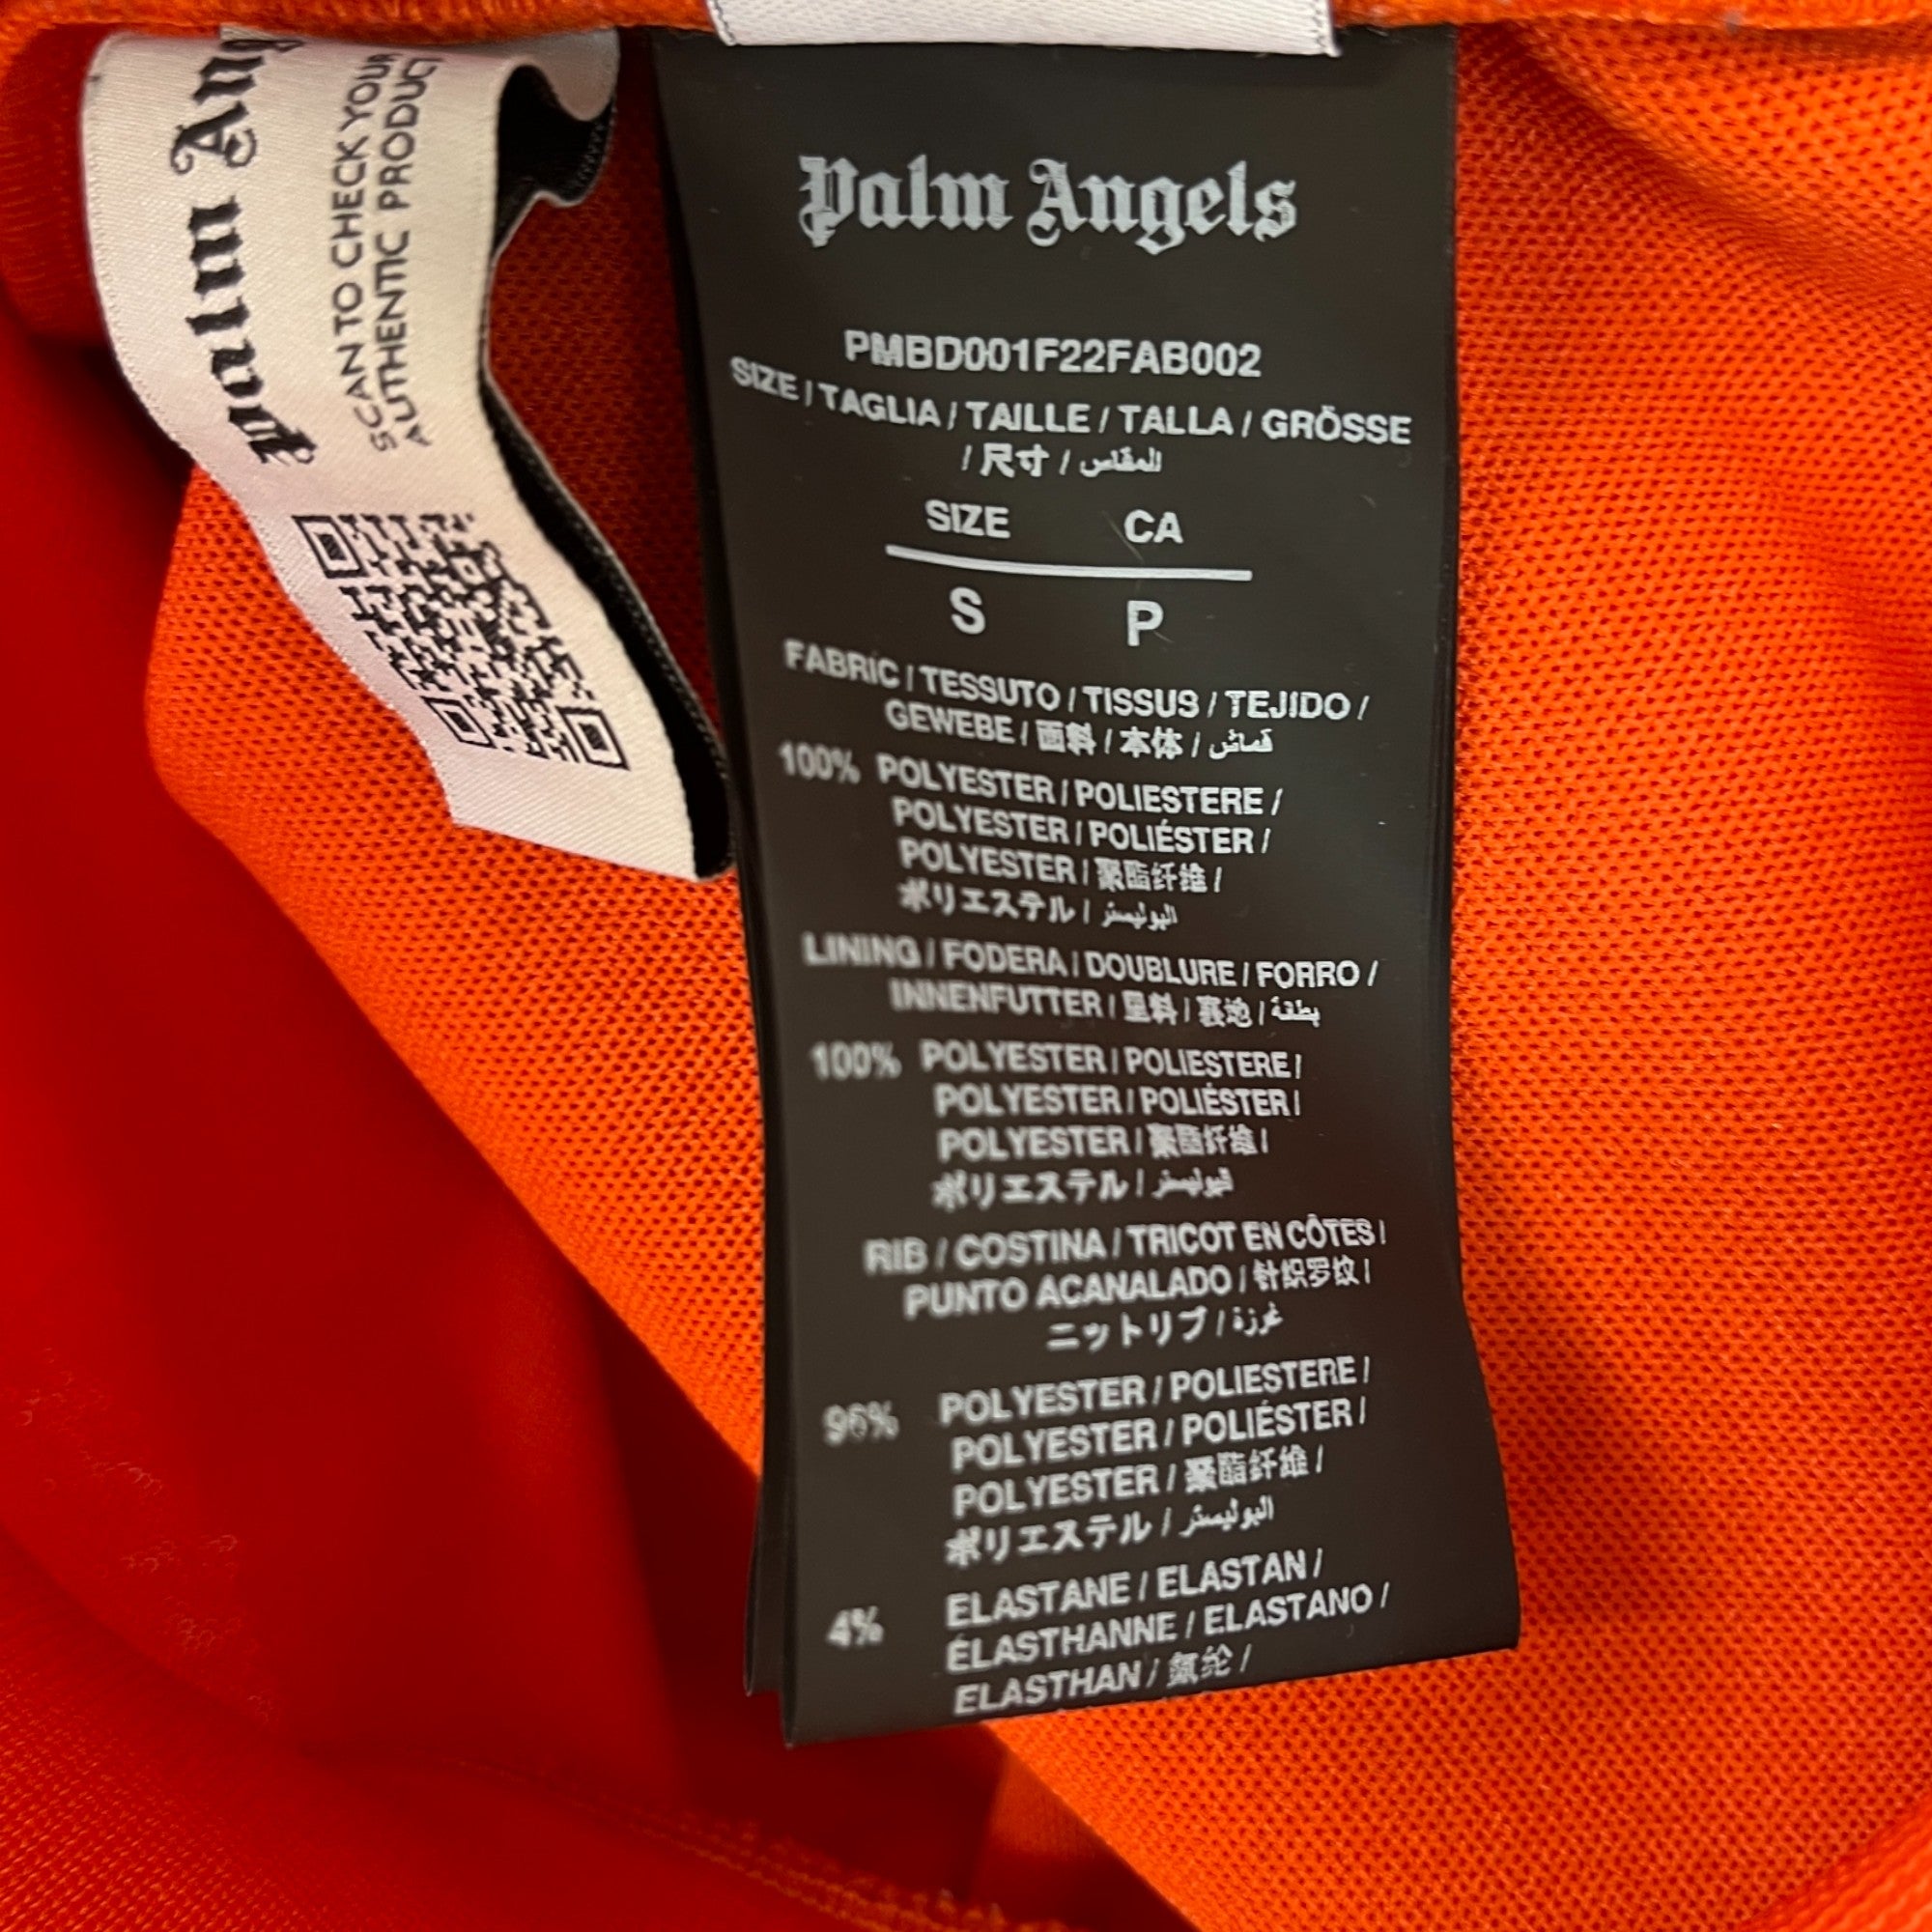 Palm Ang
SCAN TO CHECK YOUR
AUTHENTIC PRODUCT
Palm Angels
PMBD001F22FAB002
SIZE / TAGLIA / TAILLE / TALLA / GRÖSSE
/ 尺寸 / المقاس
SIZE CA
S P
FABRIC / TESSUTO / TISSUS / TEJIDO /
GEWEBE / 面料 / 本体 / قماش
100% POLYESTER / POLIESTERE /
POLYESTER / POLIÉSTER /
POLYESTER / 聚酯纤维 /
ポリエステル / البوليستر
LINING / FODERA / DOUBLURE / FORRO /
INNENFUTTER / 里料 / 裏地 / بطانة
100% POLYESTER / POLIESTERE /
POLYESTER / POLIÉSTER /
POLYESTER / 聚酯纤维 /
ポリエステル / البوليستر
RIB / COSTINA / TRICOT EN CÔTES /
PUNTO ACANALADO / 针织罗纹 /
ニットリブ / غرزة
96% POLYESTER / POLIESTERE /
POLYESTER / POLIÉSTER /
POLYESTER / 聚酯纤维 /
ポリエステル / البوليستر
4% ELASTANE / ELASTAN /
ÉLASTHANNE / ELASTANO /
ELASTHAN / 氨纶 /